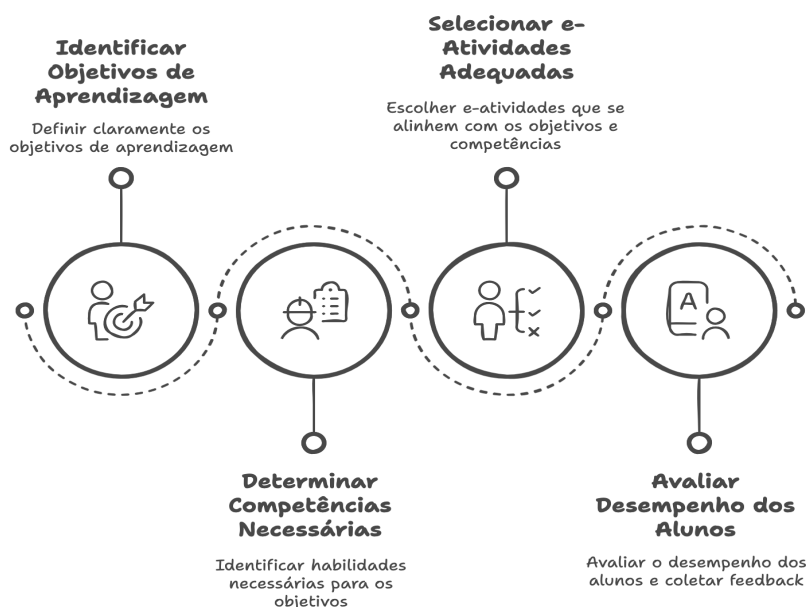 Identificar
Objetivos de
Aprendizagem
Definir claramente os
objetivos de aprendizagem
Determinar
Competências
Necessárias
Identificar habilidades
necessárias para os
objetivos
Selecionar e-
Atividades
Adequadas
Escolher e-atividades que se
alinhem com os objetivos e
competências
A
Avaliar
Desempenho dos
Alunos
Avaliar o desempenho dos
alunos e coletar feedback